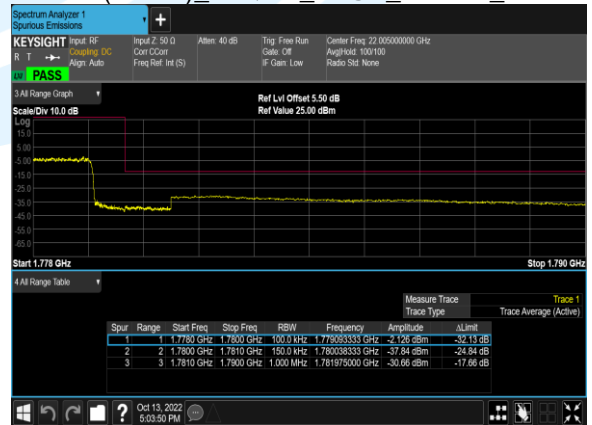 Spectrum Analyzer 1
Spurious Emissions
KEYSIGHT Input: RF Input Z: 50 Ω Atten: 40 dB Trig: Free Run Center Freq: 22.005000000 GHz
R T Coupling: DC Corr CCorr Gate: Off Avg|Hold: 100/100
Align: Auto Freq Ref: Int (S) IF Gain: Low Radio Std: None
PASS
3 All Range Graph
Ref Lvl Offset 5.50 dB
Scale/Div 10.0 dB Ref Value 25.00 dBm
Log
15.0
5.00
-5.00
-15.0
-25.0
-35.0
-45.0
-55.0
-65.0
Start 1.778 GHz Stop 1.790 GHz
4 All Range Table
Measure Trace Trace 1
Trace Type Trace Average (Active)
Spur Range Start Freq Stop Freq RBW Frequency Amplitude ΔLimit
1 1 1.7780 GHz 1.7800 GHz 100.0 kHz 1.779093333 GHz -2.126 dBm -32.13 dB
2 2 1.7800 GHz 1.7810 GHz 150.0 kHz 1.780038333 GHz -37.84 dBm -24.84 dB
3 3 1.7810 GHz 1.7900 GHz 1.000 MHz 1.781975000 GHz -30.66 dBm -17.66 dB
Oct 13, 2022
5:03:50 PM